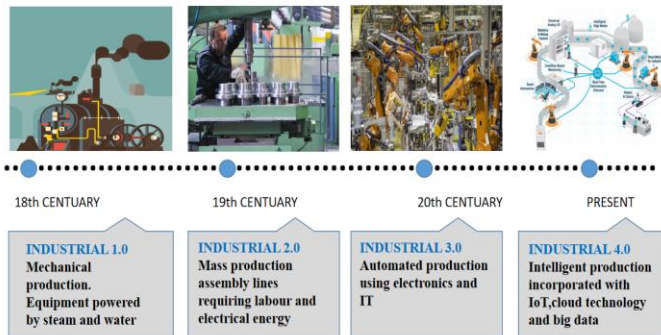 18th CENTUARY
19th CENTUARY
20th CENTUARY
PRESENT
INDUSTRIAL 1.0
Mechanical
production.
Equipment powered
by steam and water
INDUSTRIAL 2.0
Mass production
assembly lines
requiring labour and
electrical energy
INDUSTRIAL 3.0
Automated production
using electronics and
IT
INDUSTRIAL 4.0
Intelligent production
incorporated with
IoT,cloud technology
and big data